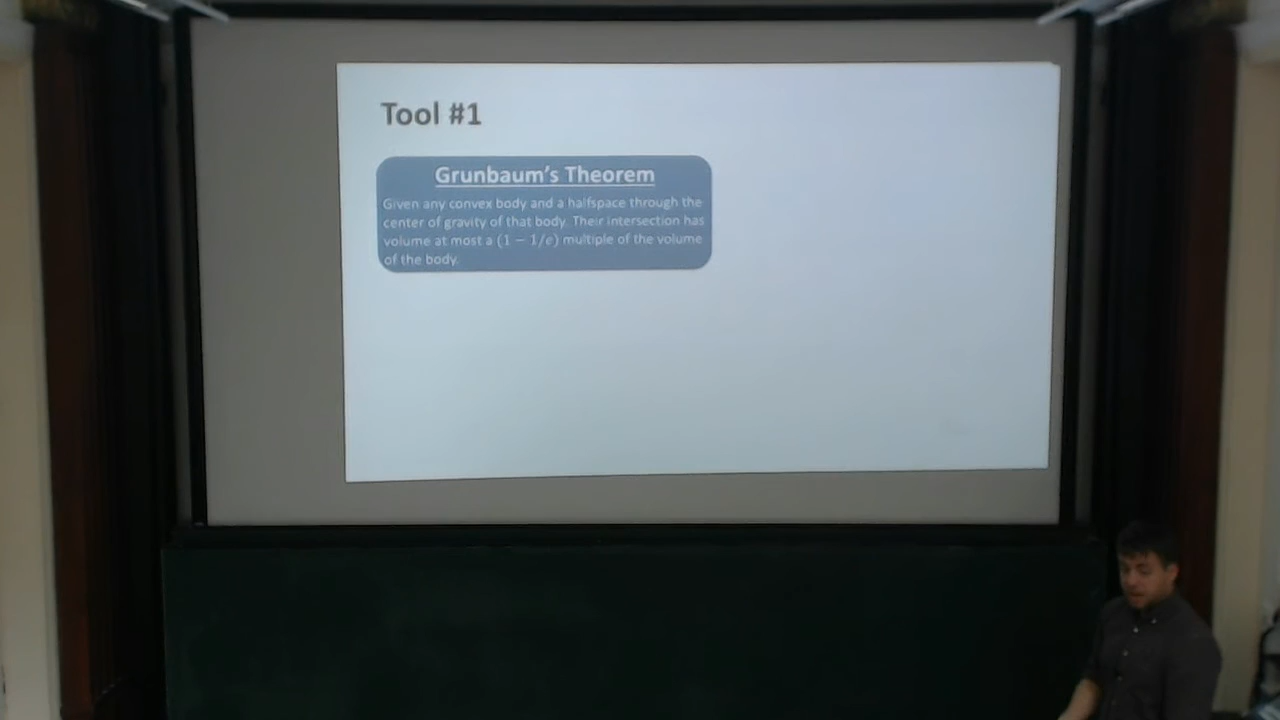 Tool #1
Grunbaum's Theorem
Given any convex body and a halfspace through the
center of gravity of that body. Their intersection has
volume at most a (1 − 1/e) multiple of the volume
of the body.